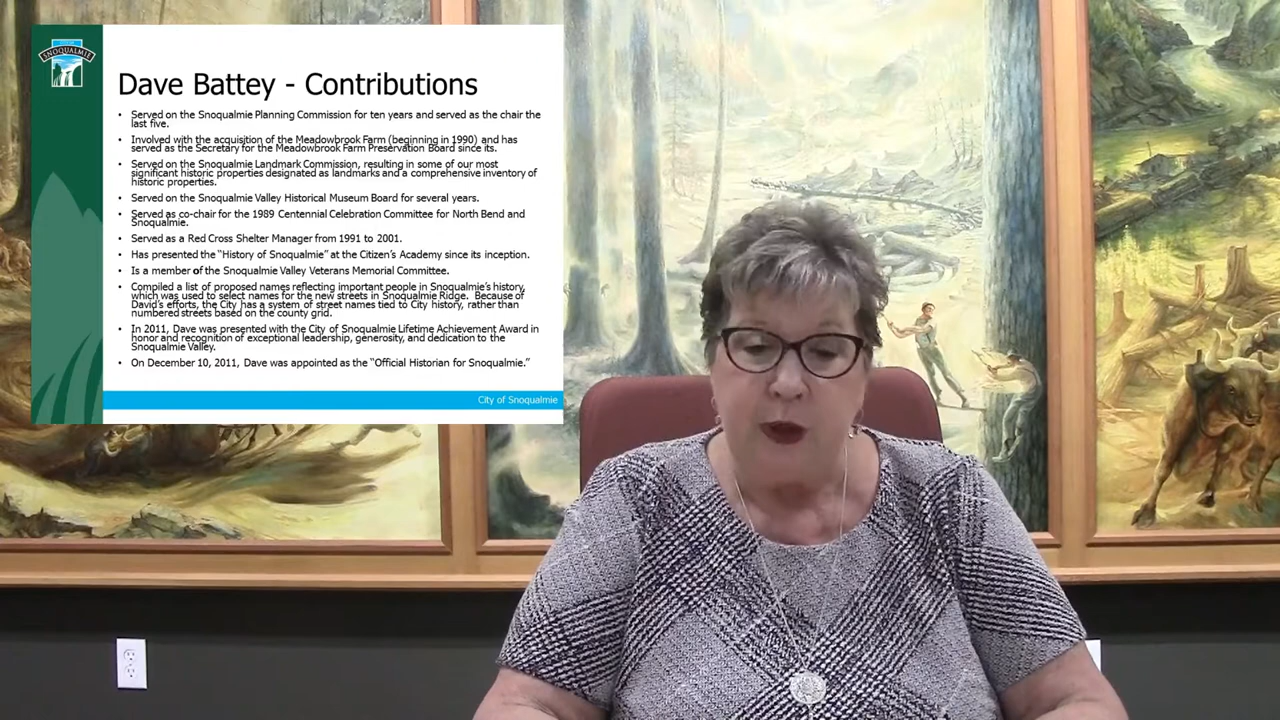 SNOQUALMIE
Dave Battey - Contributions
• Served on the Snoqualmie Planning Commission for ten years and served as the chair the
last five.
• Involved with the acquisition of the Meadowbrook Farm (beginning in 1990) and has
served as the Secretary for the Meadowbrook Farm Preservation Board since its.
• Served on the Snoqualmie Landmark Commission, resulting in some of our most
significant historic properties designated as landmarks and a comprehensive inventory of
historic properties.
• Served on the Snoqualmie Valley Historical Museum Board for several years.
• Served as co-chair for the 1989 Centennial Celebration Committee for North Bend and
Snoqualmie.
• Served as a Red Cross Shelter Manager from 1991 to 2001.
• Has presented the "History of Snoqualmie" at the Citizen's Academy since its inception.
• Is a member of the Snoqualmie Valley Veterans Memorial Committee.
• Compiled a list of proposed names reflecting important people in Snoqualmie's history,
which was used to select names for the new streets in Snoqualmie Ridge. Because of
David's efforts, the City has a system of street names tied to City history, rather than
numbered streets based on the county grid.
• In 2011, Dave was presented with the City of Snoqualmie Lifetime Achievement Award in
honor and recognition of exceptional leadership, generosity, and dedication to the
Snoqualmie Valley.
• On December 10, 2011, Dave was appointed as the "Official Historian for Snoqualmie."
City of Snoqualmie